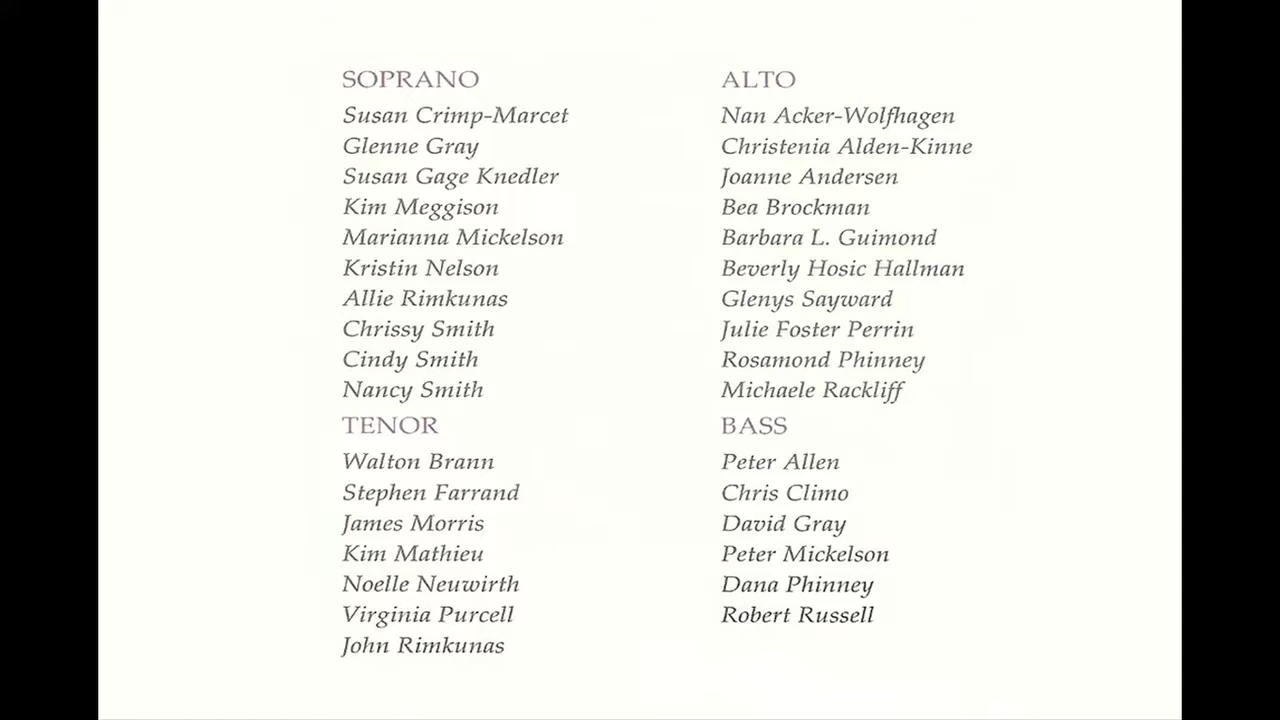 SOPRANO
Susan Crimp-Marcet
Glenne Gray
Susan Gage Knedler
Kim Meggison
Marianna Mickelson
Kristin Nelson
Allie Rimkunas
Chrissy Smith
Cindy Smith
Nancy Smith
TENOR
Walton Brann
Stephen Farrand
James Morris
Kim Mathieu
Noelle Neuwirth
Virginia Purcell
John Rimkunas
ALTO
Nan Acker-Wolfhagen
Christenia Alden-Kinne
Joanne Andersen
Bea Brockman
Barbara L. Guimond
Beverly Hosic Hallman
Glenys Sayward
Julie Foster Perrin
Rosamond Phinney
Michaele Rackliff
BASS
Peter Allen
Chris Climo
David Gray
Peter Mickelson
Dana Phinney
Robert Russell